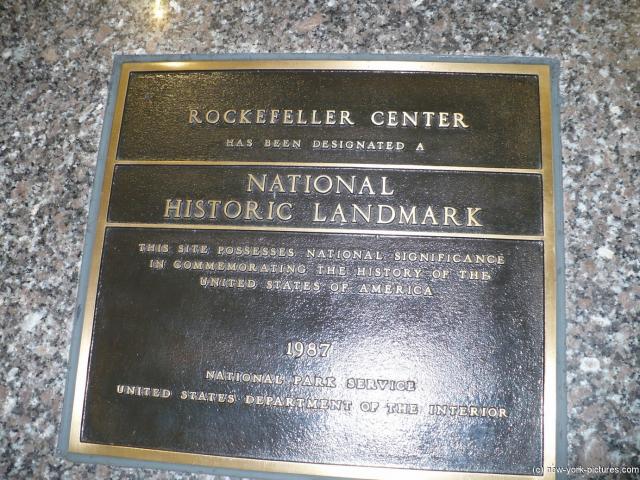 ROCKEFELLER CENTER
HAS BEEN DESIGNATED A
NATIONAL
HISTORIC LANDMARK
THIS SITE POSSESSES NATIONAL SIGNIFICANCE
IN COMMEMORATING THE HISTORY OF THE
UNITED STATES OF AMERICA
1987
NATIONAL PARK SERVICE
UNITED STATES DEPARTMENT OF THE INTERIOR
(c) new-york-pictures.com